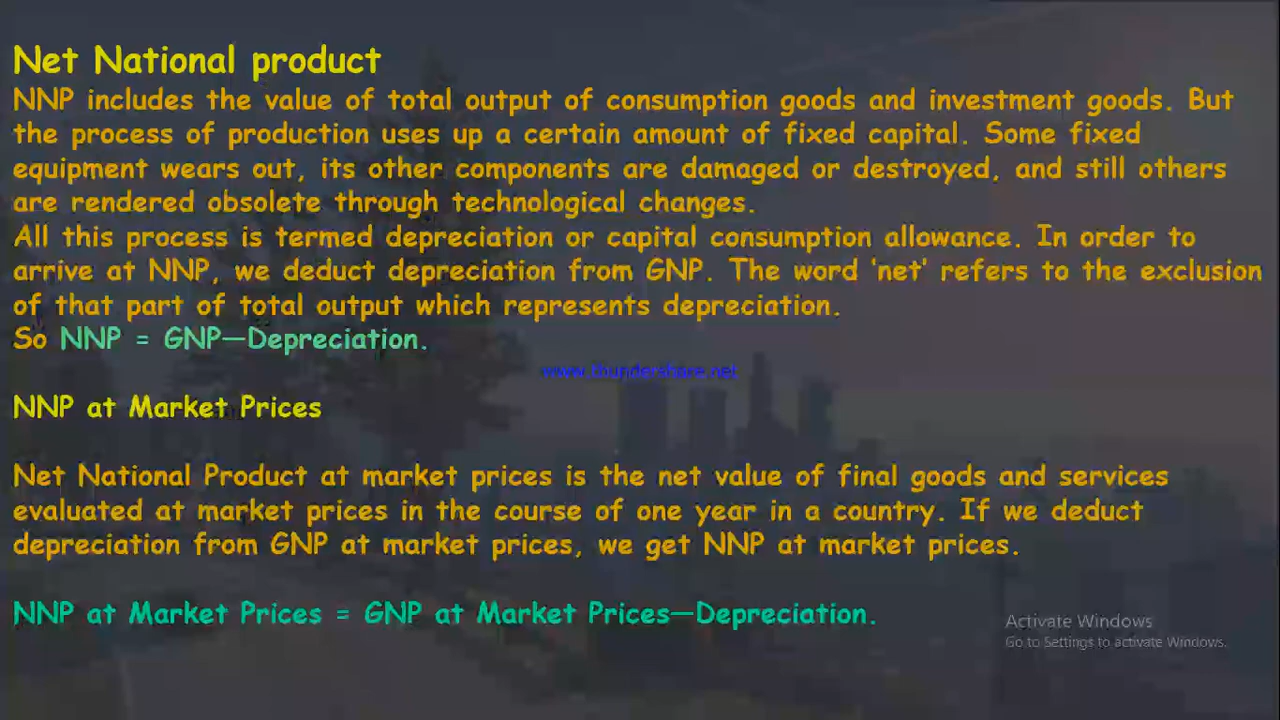 Net National product
NNP includes the value of total output of consumption goods and investment goods. But
the process of production uses up a certain amount of fixed capital. Some fixed
equipment wears out, its other components are damaged or destroyed, and still others
are rendered obsolete through technological changes.
All this process is termed depreciation or capital consumption allowance. In order to
arrive at NNP, we deduct depreciation from GNP. The word ‘net’ refers to the exclusion
of that part of total output which represents depreciation.
So NNP = GNP—Depreciation.
www.thundershare.net
NNP at Market Prices
Net National Product at market prices is the net value of final goods and services
evaluated at market prices in the course of one year in a country. If we deduct
depreciation from GNP at market prices, we get NNP at market prices.
NNP at Market Prices = GNP at Market Prices—Depreciation.
Activate Windows
Go to Settings to activate Windows.